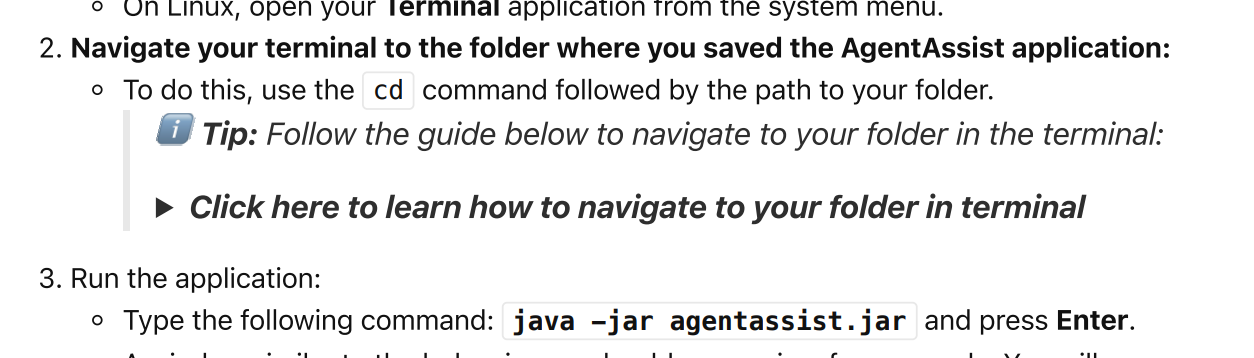 On Linux, open your Terminal application from the system menu.
2. Navigate your terminal to the folder where you saved the AgentAssist application:
To do this, use the cd command followed by the path to your folder.
Tip: Follow the guide below to navigate to your folder in the terminal:
Click here to learn how to navigate to your folder in terminal
3. Run the application:
Type the following command: java -jar agentassist.jar and press Enter.